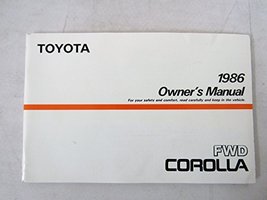 TOYOTA
1986
Owner's Manual
For your safety and comfort, read carefully and keep in the vehicle.
FWD
COROLLA